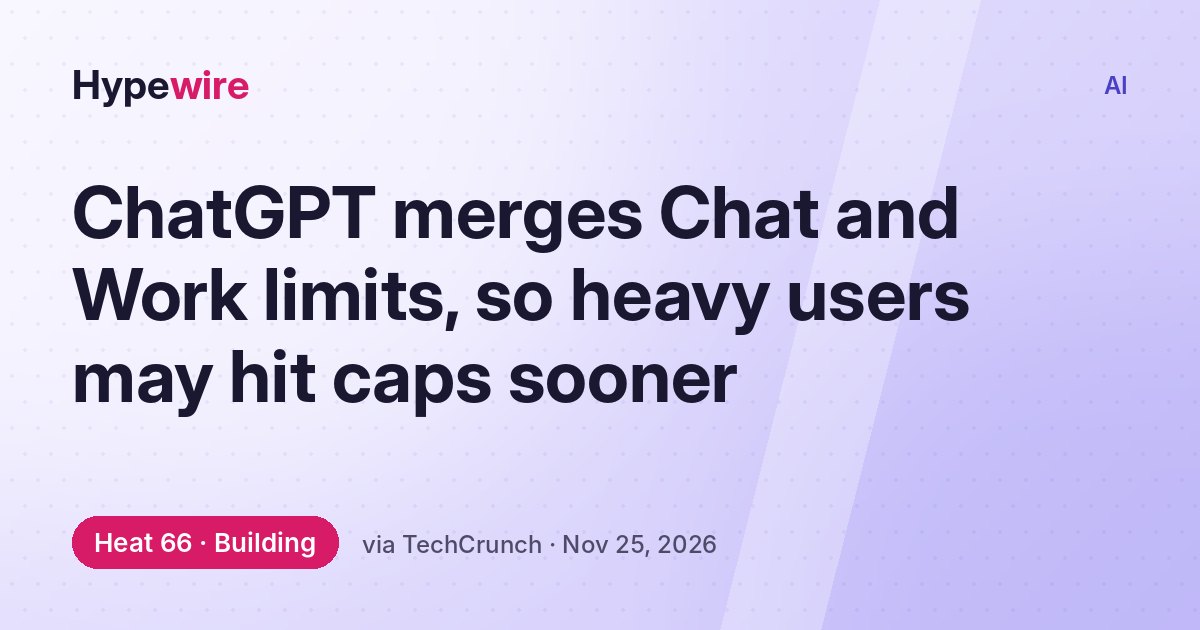 Hypewire
AI
ChatGPT merges Chat and
Work limits, so heavy users
may hit caps sooner
Heat 66 · Building
via TechCrunch · Nov 25, 2026